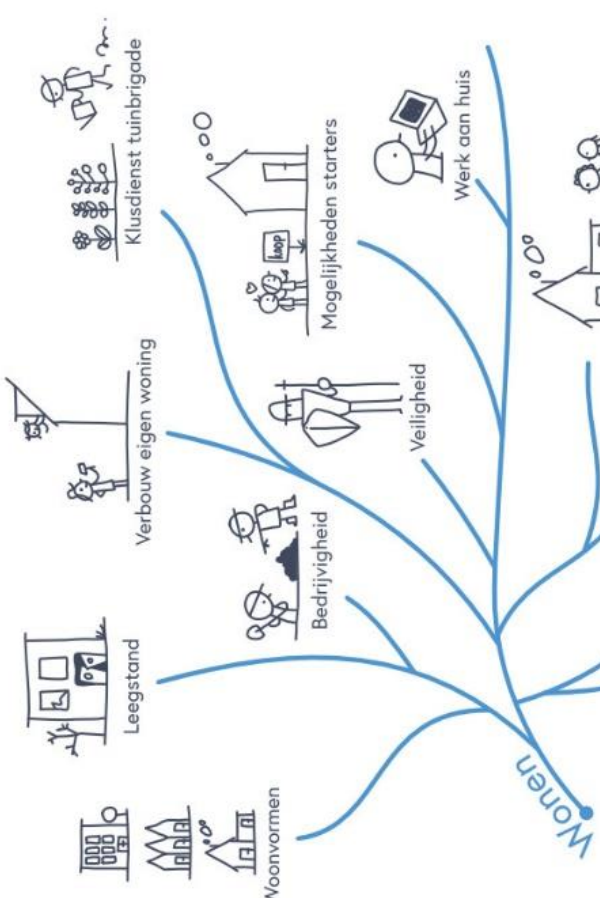 Klusdienst tuinbrigade
Verbouw eigen woning
Leegstand
Woonvormen
KOOP
Mogelijkheden starters
Veiligheid
Bedrijvigheid
Werk aan huis
Wonen